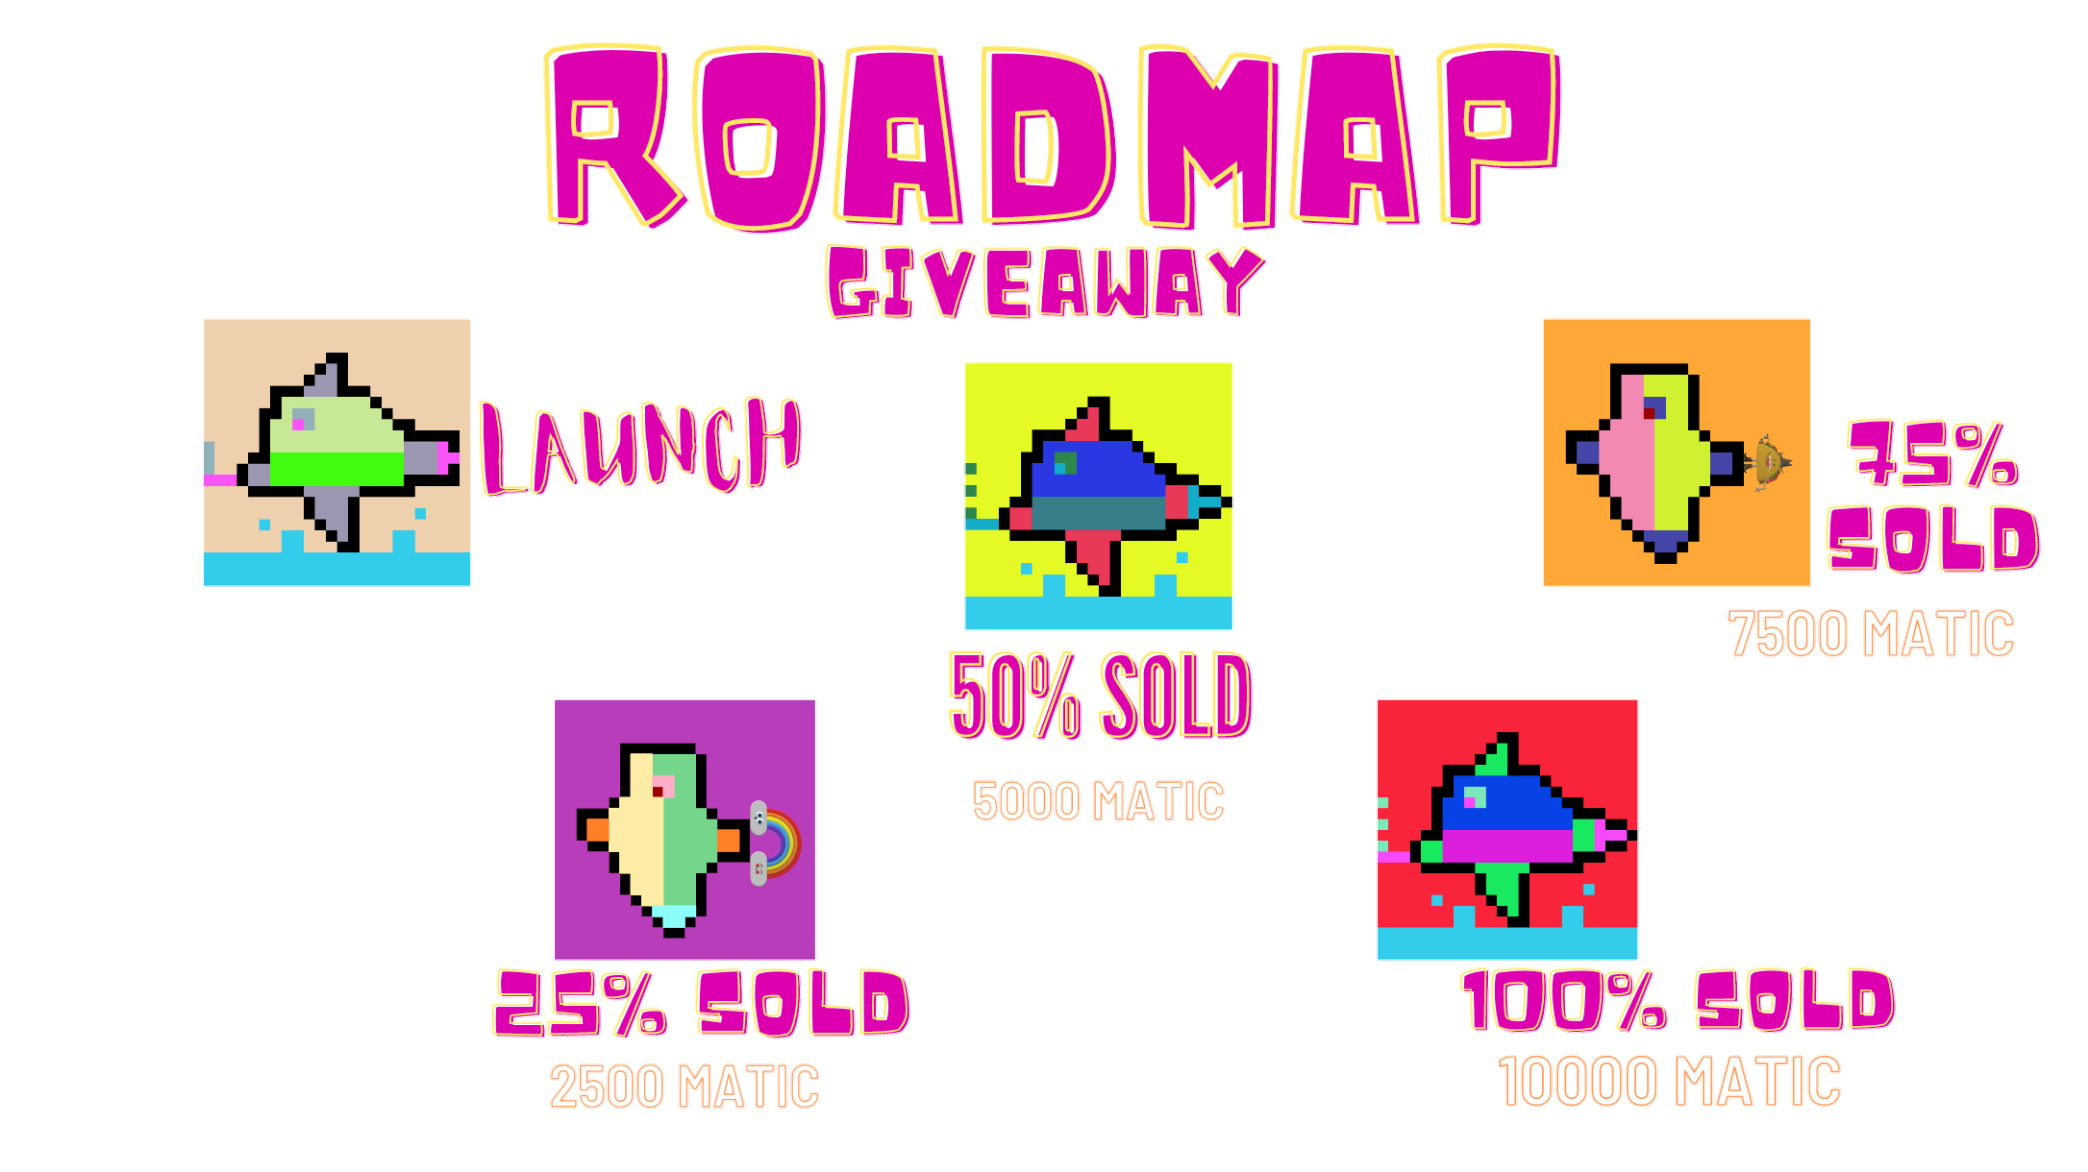 ROADMAP
GIVEAWAY
LAUNCH
25% SOLD
2500 MATIC
50% SOLD
5000 MATIC
75%
SOLD
7500 MATIC
100% SOLD
10000 MATIC